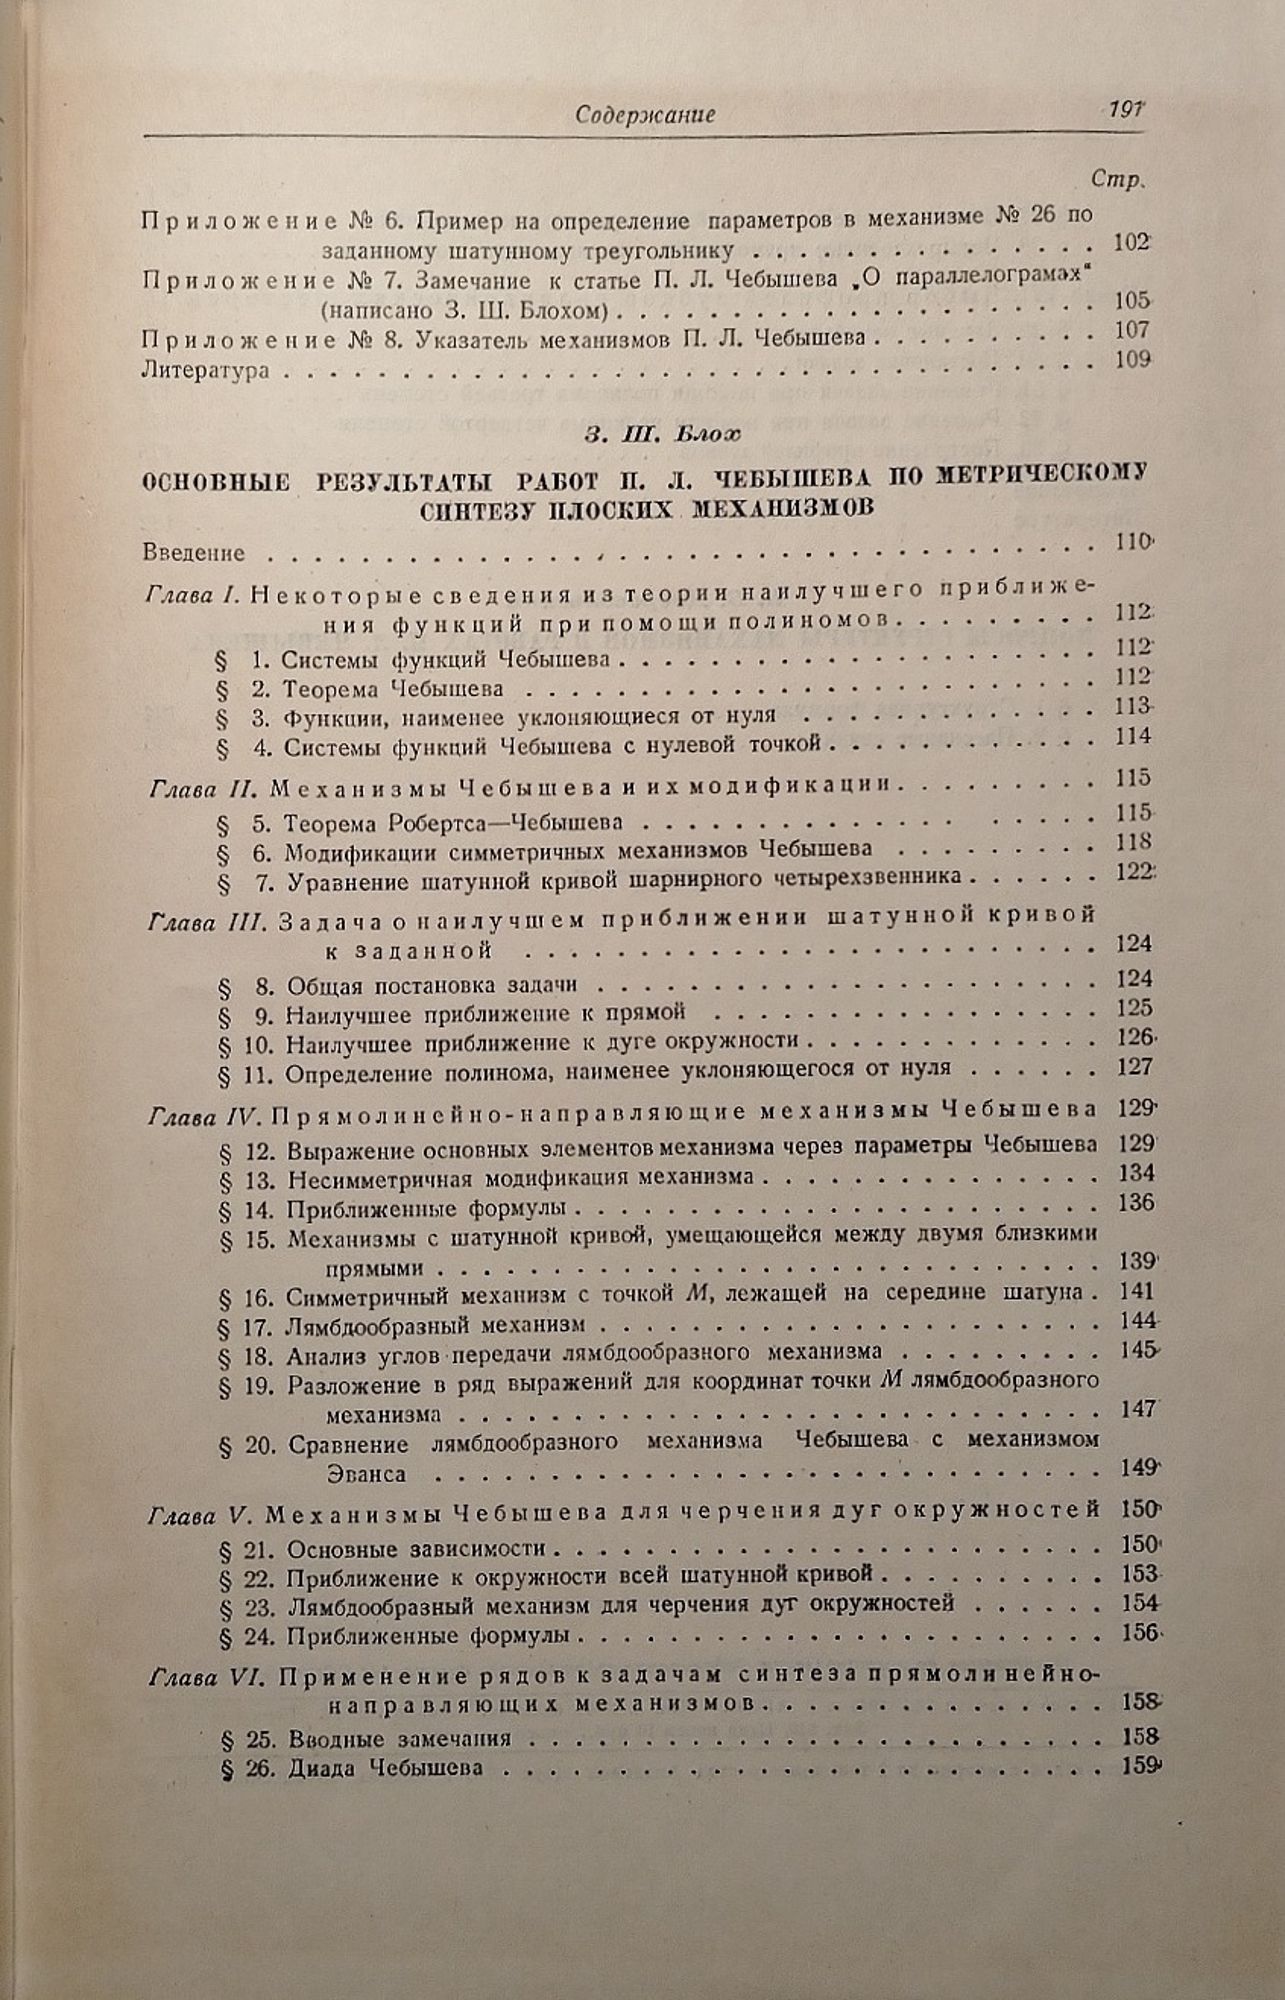 Содержание 191
Стр.
Приложение № 6. Пример на определение параметров в механизме № 26 по
заданному шатунному треугольнику . . . . . . . . . . . . . . 102
Приложение № 7. Замечание к статье П. Л. Чебышева „О параллелограмах“
(написано З. Ш. Блохом) . . . . . . . . . . . . . . . . . . . 105
Приложение № 8. Указатель механизмов П. Л. Чебышева . . . . . . . . . 107
Литература . . . . . . . . . . . . . . . . . . . . . . . . . . . . 109
З. Ш. Блох
ОСНОВНЫЕ РЕЗУЛЬТАТЫ РАБОТ П. Л. ЧЕБЫШЕВА ПО МЕТРИЧЕСКОМУ
СИНТЕЗУ ПЛОСКИХ МЕХАНИЗМОВ
Введение . . . . . . . . . . . . . . . . . . . . . . . . . . . . 110
Глава I. Некоторые сведения из теории наилучшего приближе-
ния функций при помощи полиномов . . . . . . . . . 112
§ 1. Системы функций Чебышева . . . . . . . . . . . . . . . . . 112
§ 2. Теорема Чебышева . . . . . . . . . . . . . . . . . . . . 112
§ 3. Функции, наименее уклоняющиеся от нуля . . . . . . . . . . . 113
§ 4. Системы функций Чебышева с нулевой точкой . . . . . . . . . . 114
Глава II. Механизмы Чебышева и их модификации . . . . . . . . . 115
§ 5. Теорема Робертса—Чебышева . . . . . . . . . . . . . . . . 115
§ 6. Модификации симметричных механизмов Чебышева . . . . . . . . . 118
§ 7. Уравнение шатунной кривой шарнирного четырехзвенника . . . . . . 122
Глава III. Задача о наилучшем приближении шатунной кривой
к заданной . . . . . . . . . . . . . . . . . . . . 124
§ 8. Общая постановка задачи . . . . . . . . . . . . . . . . . . 124
§ 9. Наилучшее приближение к прямой . . . . . . . . . . . . . . 125
§ 10. Наилучшее приближение к дуге окружности . . . . . . . . . . . 126
§ 11. Определение полинома, наименее уклоняющегося от нуля . . . . . . 127
Глава IV. Прямолинейно-направляющие механизмы Чебышева 129
§ 12. Выражение основных элементов механизма через параметры Чебышева 129
§ 13. Несимметричная модификация механизма . . . . . . . . . . . . . 134
§ 14. Приближенные формулы . . . . . . . . . . . . . . . . . . . 136
§ 15. Механизмы с шатунной кривой, умещающейся между двумя близкими
прямыми . . . . . . . . . . . . . . . . . . . . . . . . 139
§ 16. Симметричный механизм с точкой М, лежащей на середине шатуна . 141
§ 17. Лямбдообразный механизм . . . . . . . . . . . . . . . . . . 144
§ 18. Анализ углов передачи лямбдообразного механизма . . . . . . . . . 145
§ 19. Разложение в ряд выражений для координат точки М лямбдообразного
механизма . . . . . . . . . . . . . . . . . . . . . . . 147
§ 20. Сравнение лямбдообразного механизма Чебышева с механизмом
Эванса . . . . . . . . . . . . . . . . . . . . . . . . 149
Глава V. Механизмы Чебышева для черчения дуг окружностей 150
§ 21. Основные зависимости . . . . . . . . . . . . . . . . . . . . 150
§ 22. Приближение к окружности всей шатунной кривой . . . . . . . . . 153
§ 23. Лямбдообразный механизм для черчения дуг окружностей . . . . . . 154
§ 24. Приближенные формулы . . . . . . . . . . . . . . . . . . . 156
Глава VI. Применение рядов к задачам синтеза прямолинейно-
направляющих механизмов . . . . . . . . . . . . . 158
§ 25. Вводные замечания . . . . . . . . . . . . . . . . . . . . . 158
§ 26. Диада Чебышева . . . . . . . . . . . . . . . . . . . . . . 159